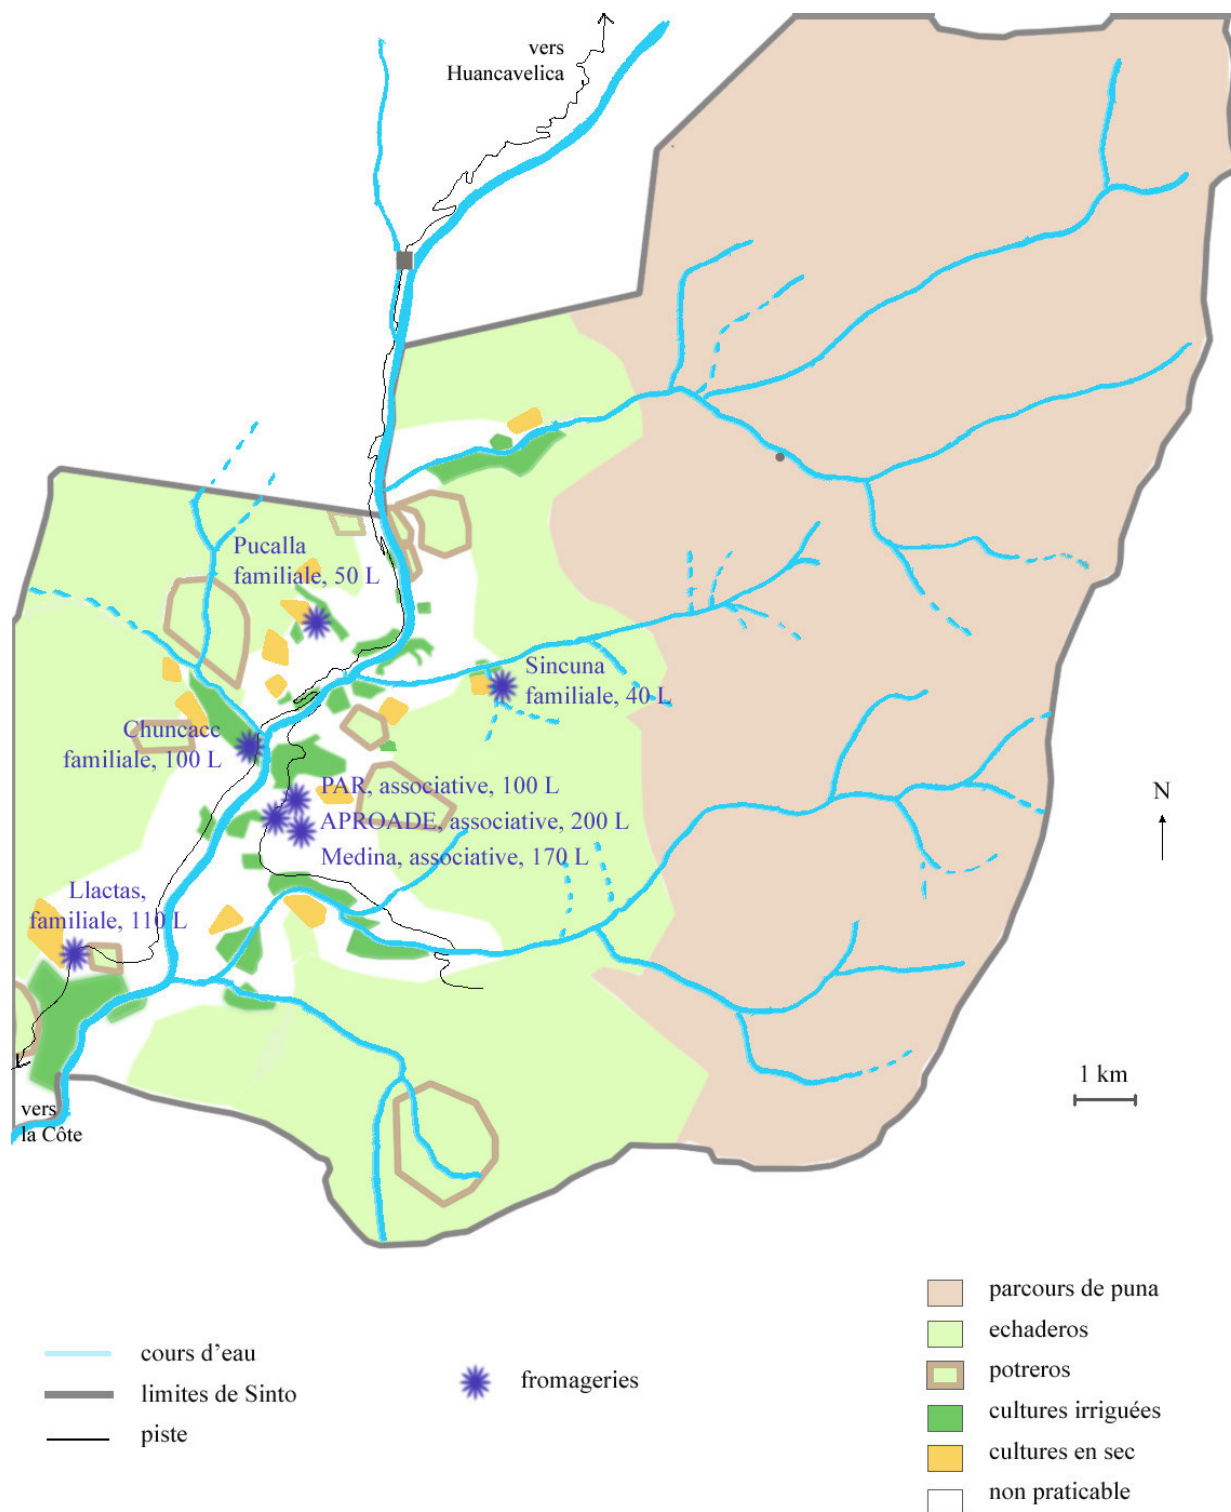 vers
Huancavelica
Pucalla
familiale, 50 L
Sincuna
familiale, 40 L
Chuncacc
familiale, 100 L
PAR, associative, 100 L
APROADE, associative, 200 L
Medina, associative, 170 L
Llactas,
familiale, 110 L
N
1 km
vers
la Côte
parcours de puna
echaderos
potreros
cultures irriguées
cultures en sec
non praticable
cours d'eau
limites de Sinto
piste
fromageries